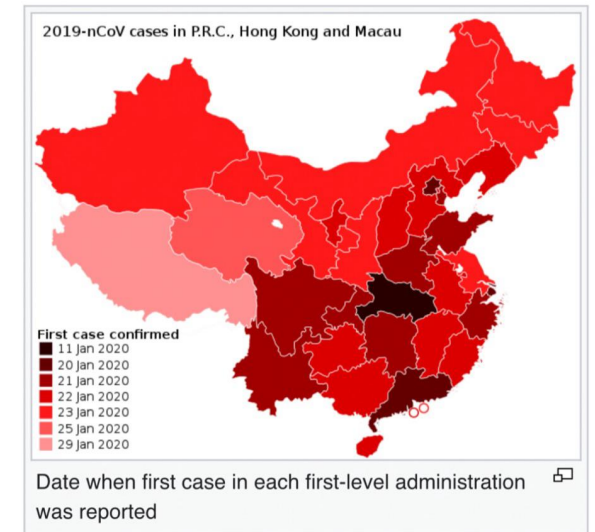 2019-nCoV cases in P.R.C., Hong Kong and Macau
First case confirmed
11 Jan 2020
20 Jan 2020
21 Jan 2020
22 Jan 2020
23 Jan 2020
25 Jan 2020
29 Jan 2020
Date when first case in each first-level administration
was reported